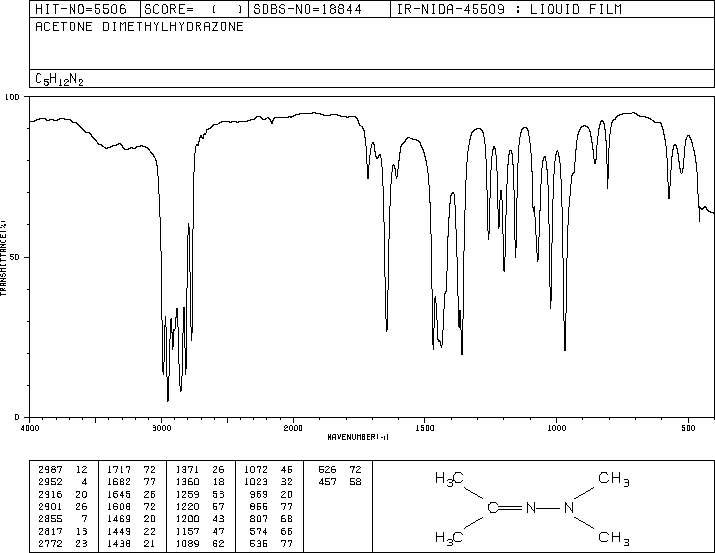 HIT-NO=5506 SCORE= ( ) SDBS-NO=18844 IR-NIDA-45509 : LIQUID FILM
ACETONE DIMETHYLHYDRAZONE
C5H12N2
100
50
0
TRANSMITTANCE(%)
4000 3000 2000 1500 1000 500
WAVENUMBER(-1)
2987 12 1717 72 1371 26 1072 46 526 72
2952 4 1682 77 1360 18 1023 32 457 58
2916 20 1645 26 1259 53 969 20
2901 26 1608 72 1220 57 866 77
2855 7 1469 20 1200 43 807 68
2817 13 1449 22 1157 47 574 66
2772 23 1438 21 1089 62 536 77
H3C CH3
C N N
H3C CH3